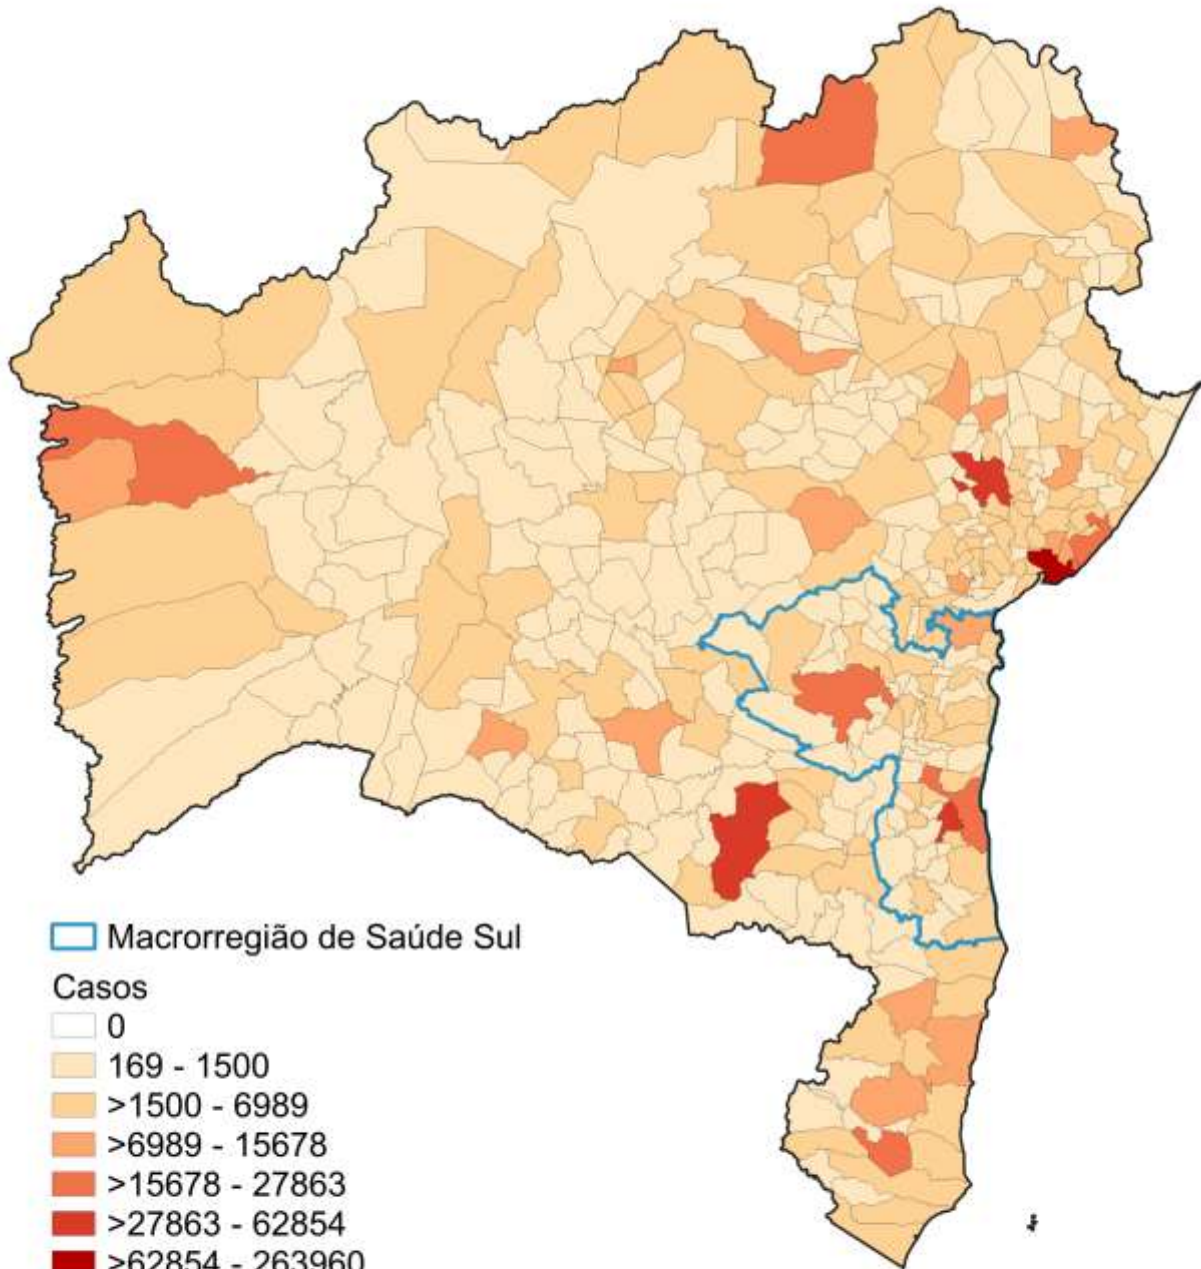 Macrorregião de Saúde Sul
Casos
0
169 - 1500
>1500 - 6989
>6989 - 15678
>15678 - 27863
>27863 - 62854
>62854 - 263960